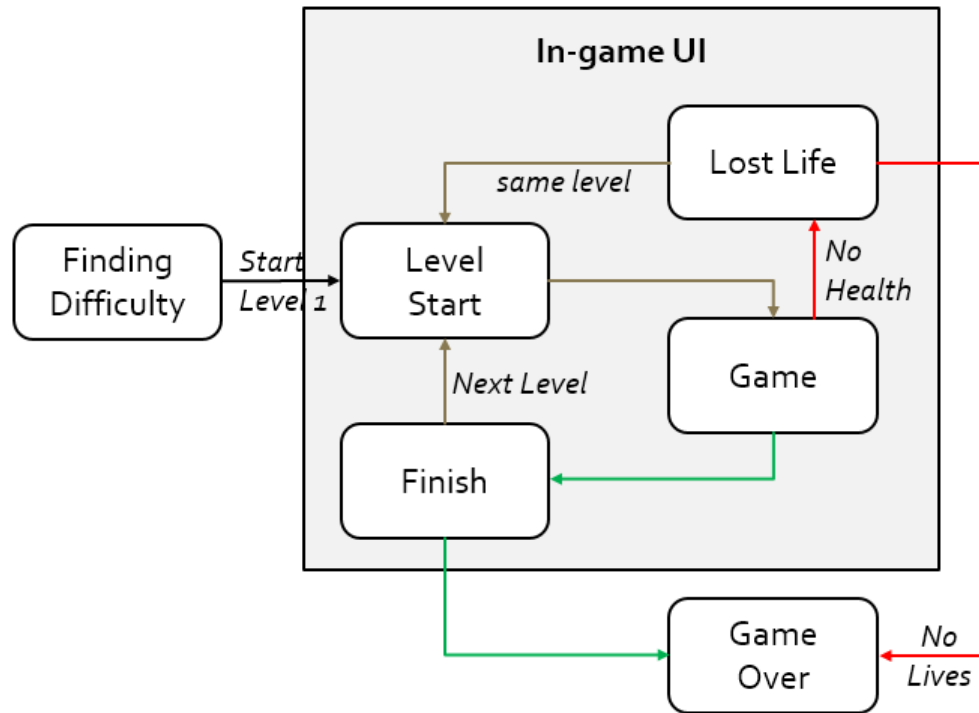 In-game UI
Lost Life
same level
Finding
Difficulty
Start
Level 1
Level
Start
No
Health
Game
Next Level
Finish
Game
Over
No
Lives